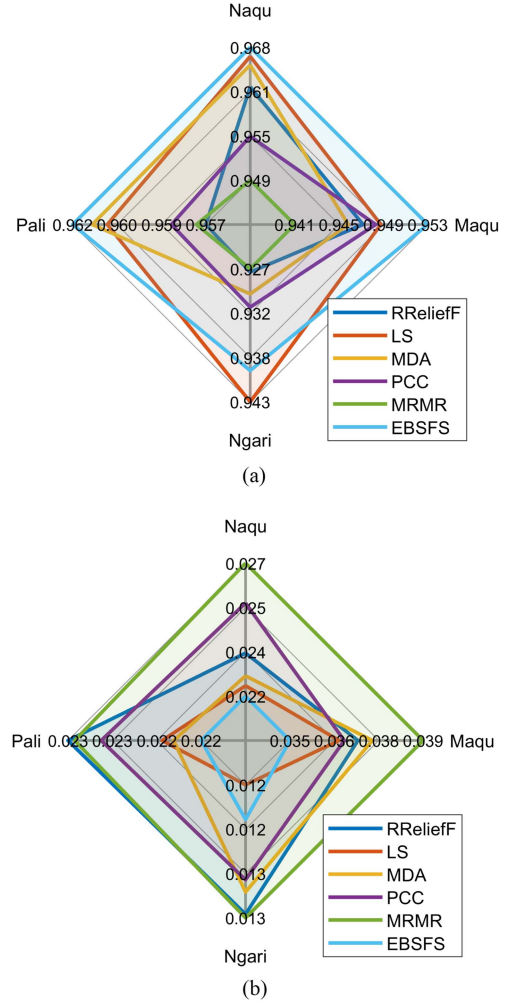 Naqu
0.968
0.961
0.955
0.949
Pali 0.962 0.960 0.959 0.957 0.941 0.945 0.949 0.953 Maqu
0.927
0.932
0.938
0.943
Ngari
RReliefF
LS
MDA
PCC
MRMR
EBSFS
(a)
Naqu
0.027
0.025
0.024
0.022
Pali 0.023 0.023 0.022 0.022 0.035 0.036 0.038 0.039 Maqu
0.012
0.012
0.013
0.013
Ngari
RReliefF
LS
MDA
PCC
MRMR
EBSFS
(b)